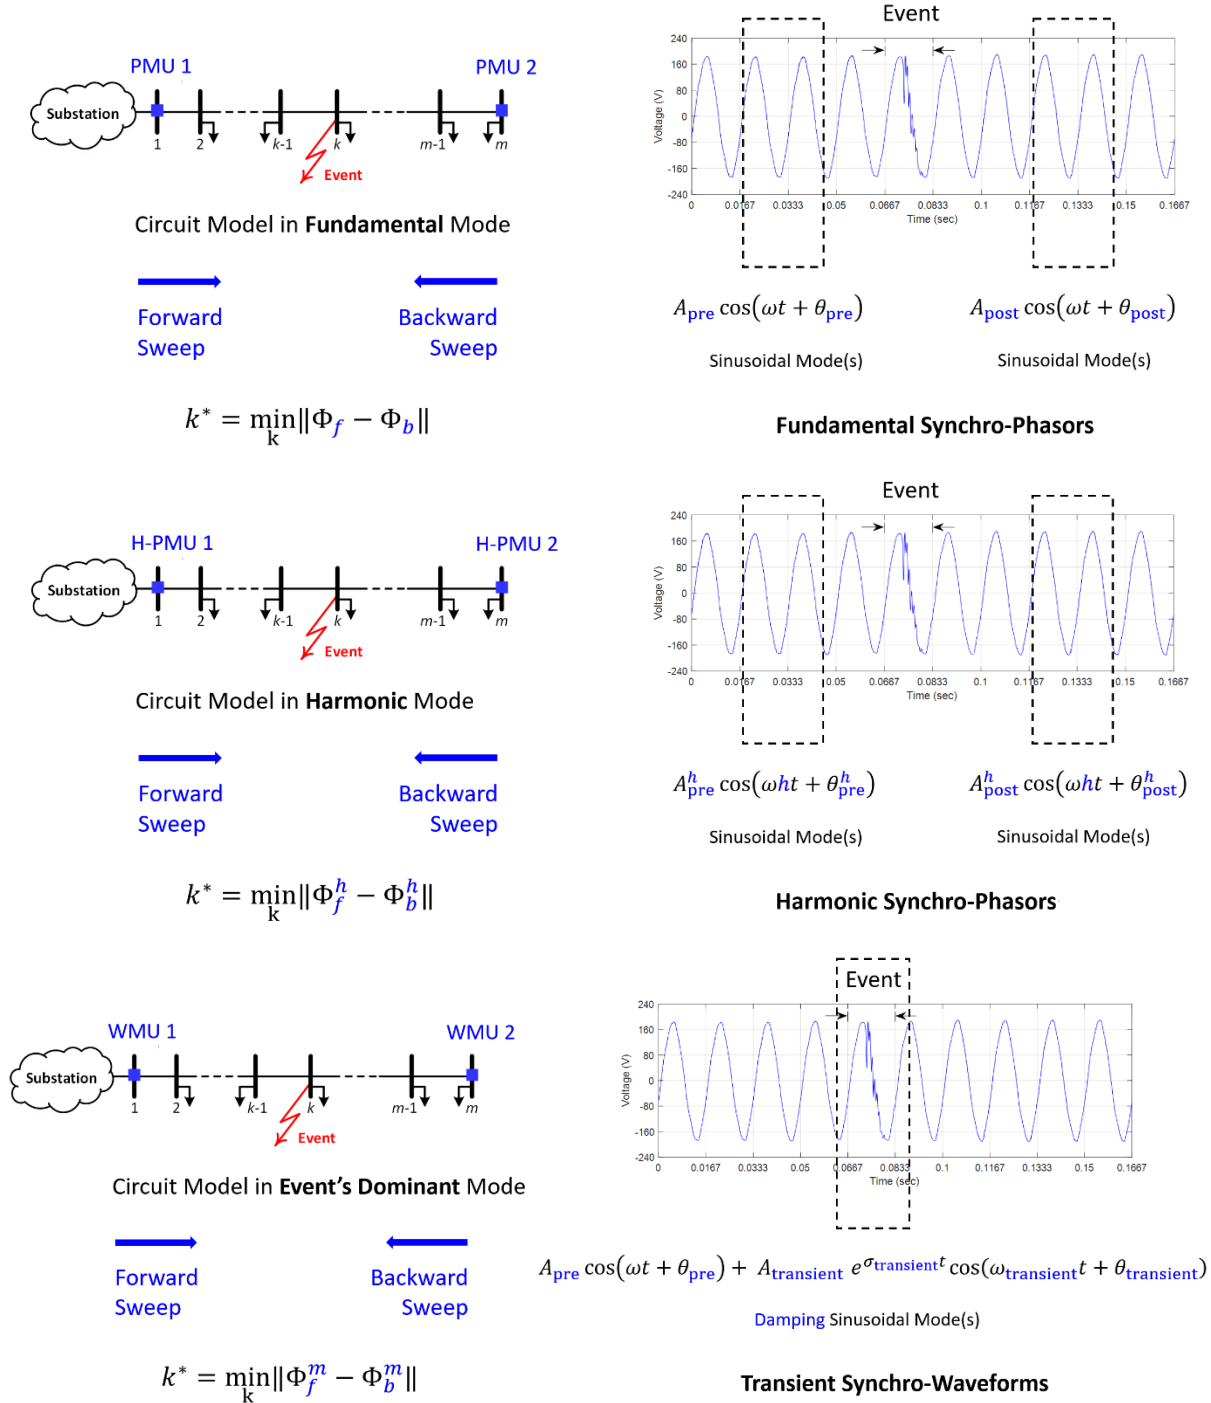 PMU 1
PMU 2
Substation
1
2
k-1
k
m-1
m
Event
Circuit Model in Fundamental Mode
Forward Sweep
Backward Sweep
k* = min_k‖Φ_f − Φ_b‖
Event
Voltage (V)
240
160
80
0
-80
-160
-240
0
0.0167
0.0333
0.05
0.0667
0.0833
0.1
0.1167
0.1333
0.15
0.1667
Time (sec)
A_pre cos(ωt + θ_pre)
A_post cos(ωt + θ_post)
Sinusoidal Mode(s)
Sinusoidal Mode(s)
Fundamental Synchro-Phasors
H-PMU 1
H-PMU 2
Substation
1
2
k-1
k
m-1
m
Event
Circuit Model in Harmonic Mode
Forward Sweep
Backward Sweep
k* = min_k‖Φ_f^h − Φ_b^h‖
Event
Voltage (V)
240
160
80
0
-80
-160
-240
0
0.0167
0.0333
0.05
0.0667
0.0833
0.1
0.1167
0.1333
0.15
0.1667
Time (sec)
A_pre^h cos(ωht + θ_pre^h)
A_post^h cos(ωht + θ_post^h)
Sinusoidal Mode(s)
Sinusoidal Mode(s)
Harmonic Synchro-Phasors
WMU 1
WMU 2
Substation
1
2
k-1
k
m-1
m
Event
Circuit Model in Event's Dominant Mode
Forward Sweep
Backward Sweep
k* = min_k‖Φ_f^m − Φ_b^m‖
Event
Voltage (V)
240
160
80
0
-80
-160
-240
0
0.0167
0.0333
0.05
0.0667
0.0833
0.1
0.1167
0.1333
0.15
0.1667
Time (sec)
A_pre cos(ωt + θ_pre) + A_transient e^{σ_transient t} cos(ω_transient t + θ_transient)
Damping Sinusoidal Mode(s)
Transient Synchro-Waveforms